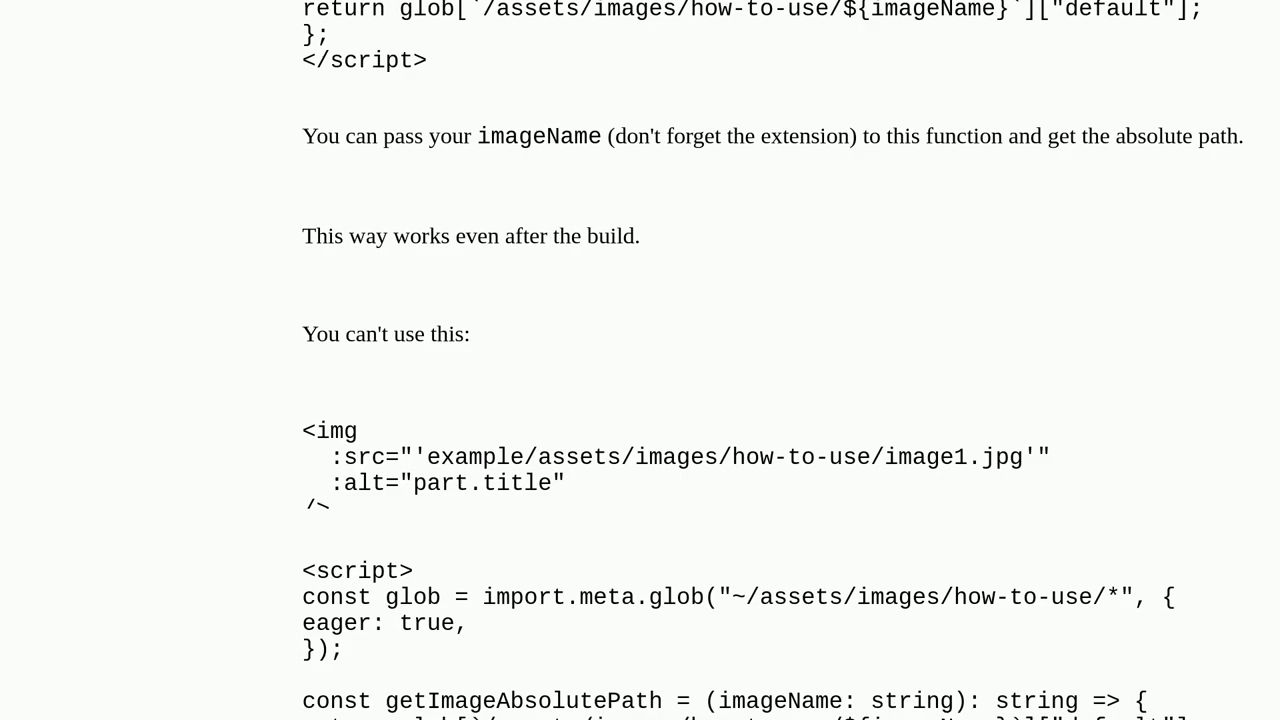 return glob[`/assets/images/how-to-use/${imageName}`]["default"];
};
</script>
You can pass your imageName (don't forget the extension) to this function and get the absolute path.
This way works even after the build.
You can't use this:
<img
  :src="'example/assets/images/how-to-use/image1.jpg'"
  :alt="part.title"
/>
<script>
const glob = import.meta.glob("~/assets/images/how-to-use/*", {
eager: true,
});
const getImageAbsolutePath = (imageName: string): string => {